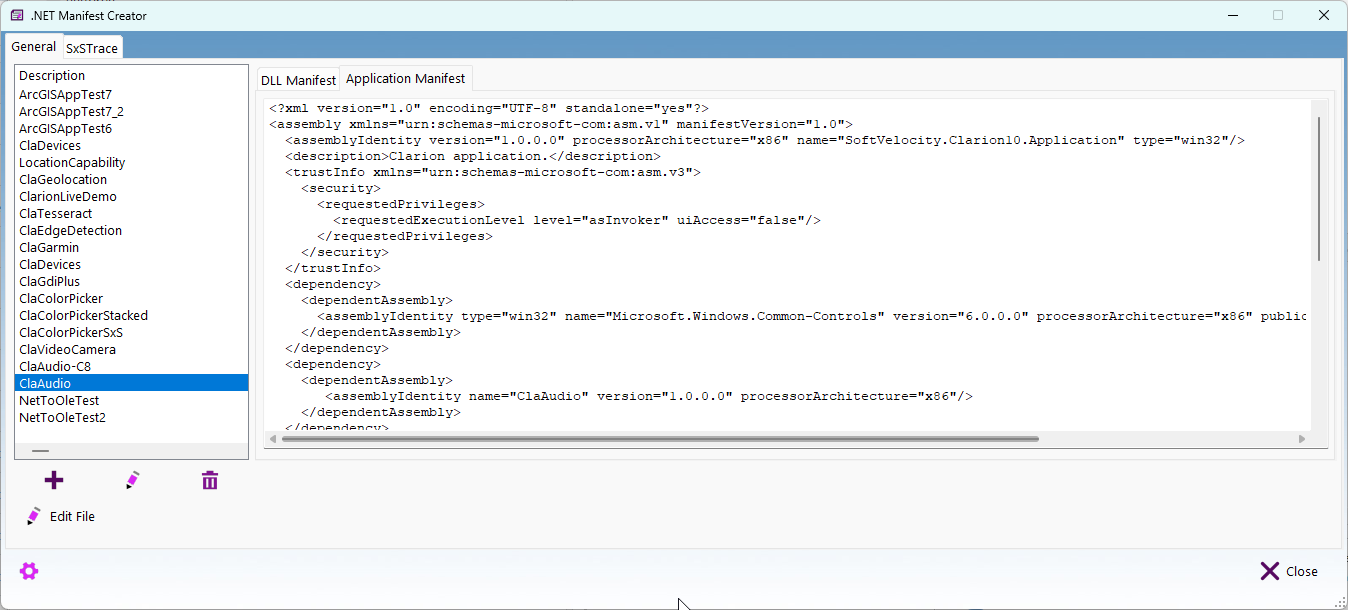 .NET Manifest Creator
General
SxSTrace
Description
ArcGISAppTest7
ArcGISAppTest7_2
ArcGISAppTest6
ClaDevices
LocationCapability
ClaGeolocation
ClarionLiveDemo
ClaTesseract
ClaEdgeDetection
ClaGarmin
ClaDevices
ClaGdiPlus
ClaColorPicker
ClaColorPickerStacked
ClaColorPickerSxS
ClaVideoCamera
ClaAudio-C8
ClaAudio
NetToOleTest
NetToOleTest2
Edit File
DLL Manifest
Application Manifest
<?xml version="1.0" encoding="UTF-8" standalone="yes"?>
<assembly xmlns="urn:schemas-microsoft-com:asm.v1" manifestVersion="1.0">
<assemblyIdentity version="1.0.0.0" processorArchitecture="x86" name="SoftVelocity.Clarion10.Application" type="win32"/>
<description>Clarion application.</description>
<trustInfo xmlns="urn:schemas-microsoft-com:asm.v3">
<security>
<requestedPrivileges>
<requestedExecutionLevel level="asInvoker" uiAccess="false"/>
</requestedPrivileges>
</security>
</trustInfo>
<dependency>
<dependentAssembly>
<assemblyIdentity type="win32" name="Microsoft.Windows.Common-Controls" version="6.0.0.0" processorArchitecture="x86" public
</dependentAssembly>
</dependency>
<dependency>
<dependentAssembly>
<assemblyIdentity name="ClaAudio" version="1.0.0.0" processorArchitecture="x86"/>
</dependentAssembly>
</dependency>
Close